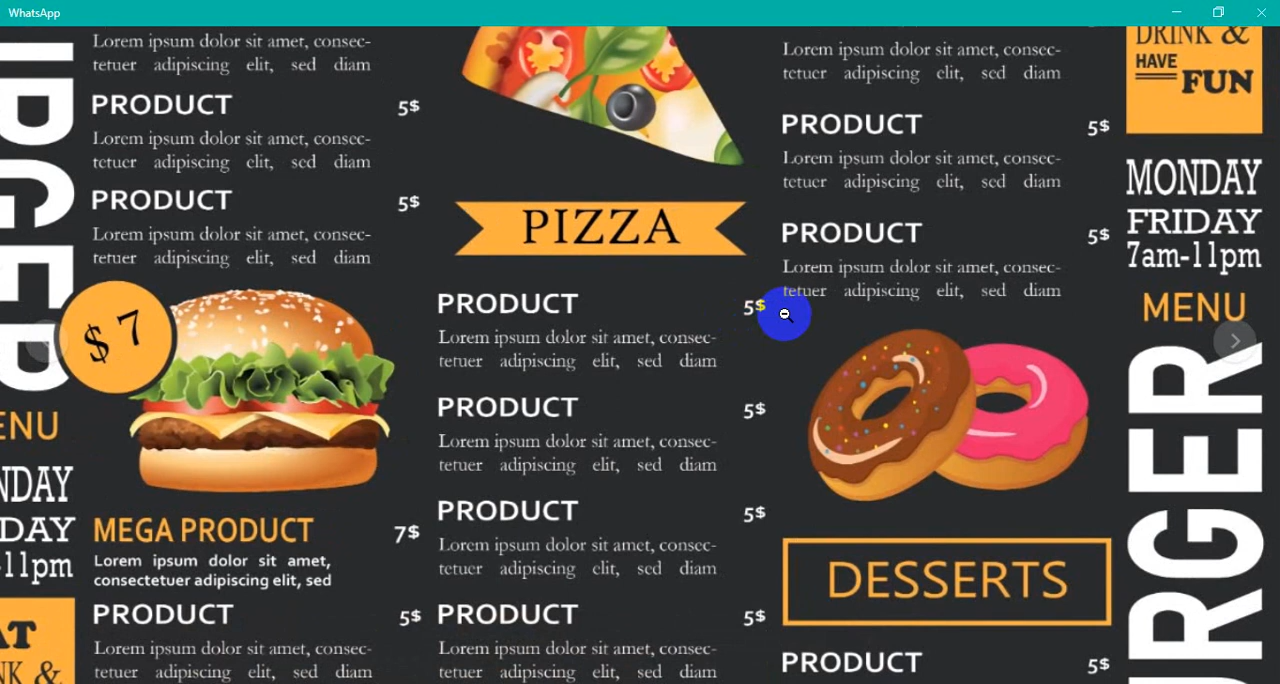 WhatsApp
Lorem ipsum dolor sit amet, consec-
tetuer adipiscing elit, sed diam
PRODUCT 5$
Lorem ipsum dolor sit amet, consec-
tetuer adipiscing elit, sed diam
PRODUCT 5$
Lorem ipsum dolor sit amet, consec-
tetuer adipiscing elit, sed diam
$ 7
MEGA PRODUCT 7$
Lorem ipsum dolor sit amet,
consectetuer adipiscing elit, sed
PRODUCT 5$
Lorem ipsum dolor sit amet, consec-
tetuer adipiscing elit, sed diam
PIZZA
PRODUCT 5$
Lorem ipsum dolor sit amet, consec-
tetuer adipiscing elit, sed diam
PRODUCT 5$
Lorem ipsum dolor sit amet, consec-
tetuer adipiscing elit, sed diam
PRODUCT 5$
Lorem ipsum dolor sit amet, consec-
tetuer adipiscing elit, sed diam
PRODUCT 5$
Lorem ipsum dolor sit amet, consec-
tetuer adipiscing elit, sed diam
Lorem ipsum dolor sit amet, consec-
tetuer adipiscing elit, sed diam
PRODUCT 5$
Lorem ipsum dolor sit amet, consec-
tetuer adipiscing elit, sed diam
PRODUCT 5$
Lorem ipsum dolor sit amet, consec-
tetuer adipiscing elit, sed diam
DESSERTS
PRODUCT 5$
DRINK &
HAVE
FUN
MONDAY
FRIDAY
7am-11pm
MENU
URGER